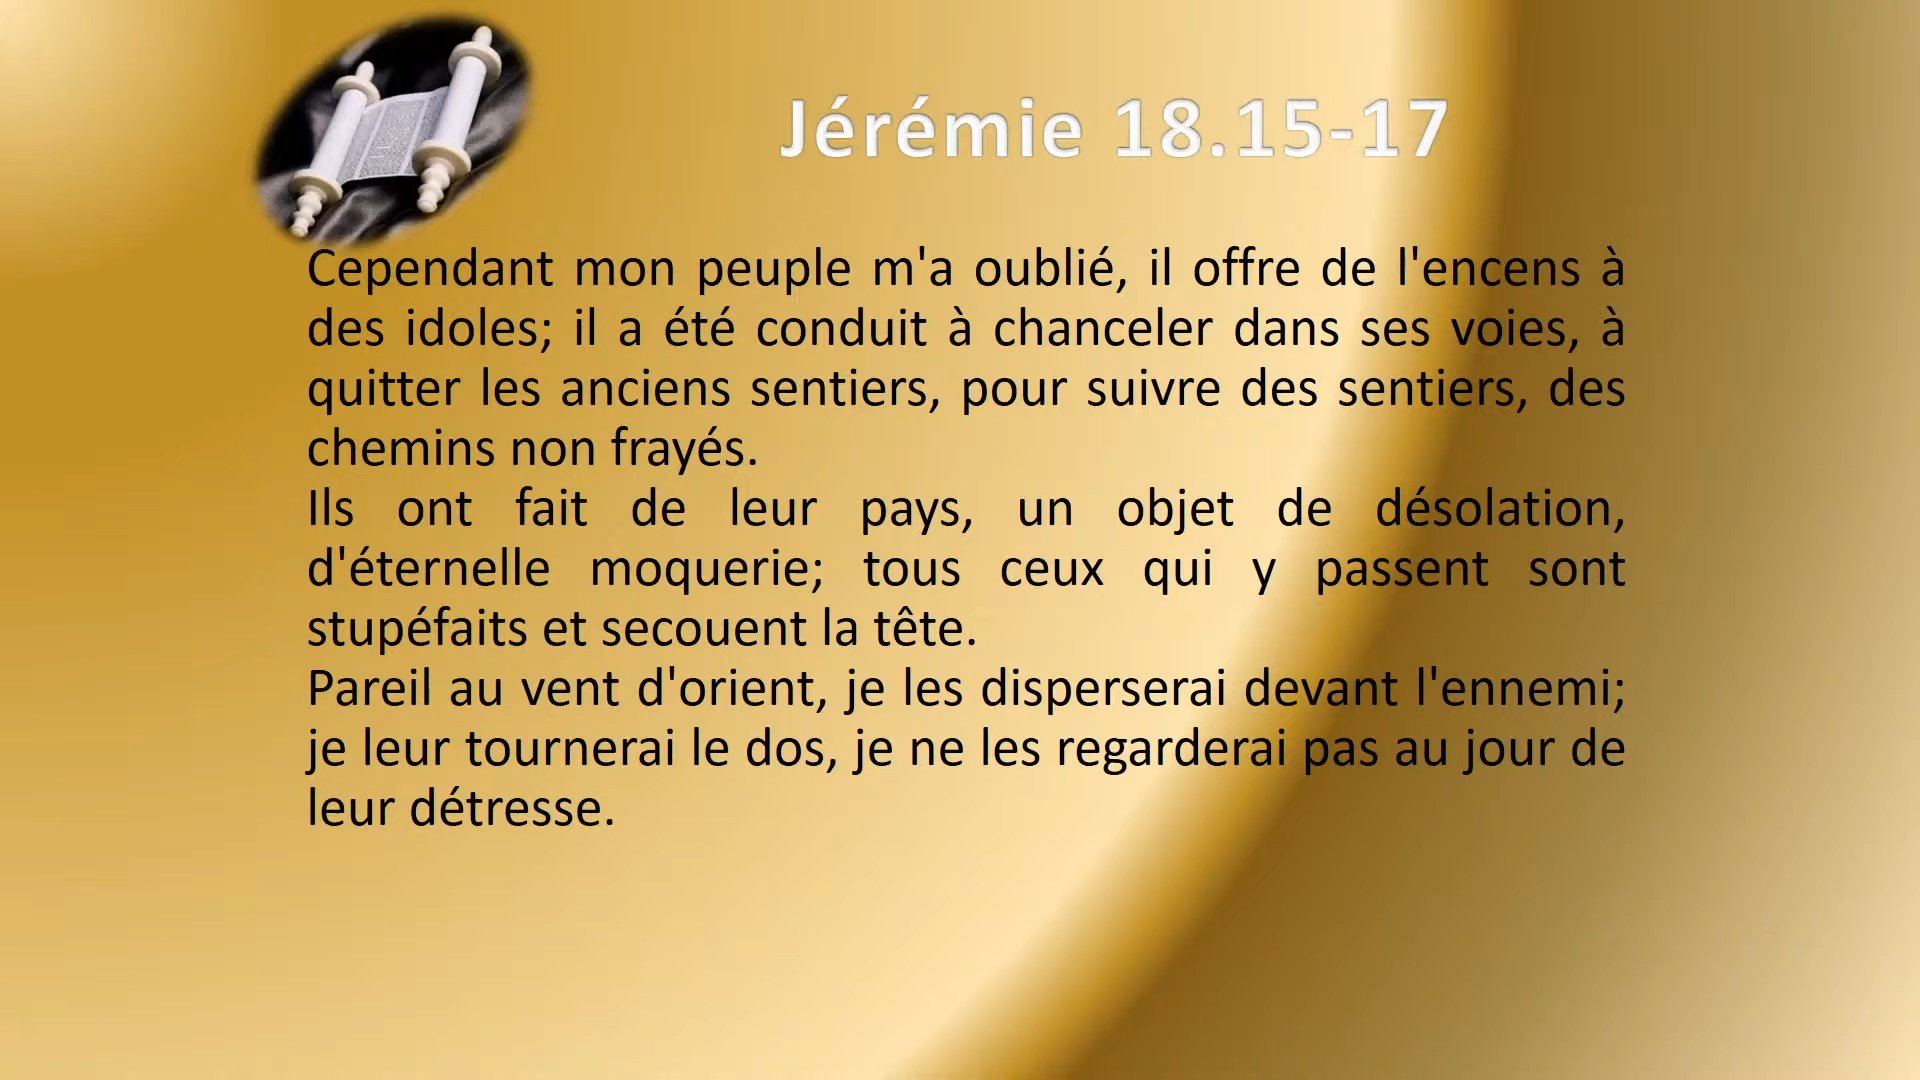 Jérémie 18.15-17
Cependant mon peuple m'a oublié, il offre de l'encens à
des idoles; il a été conduit à chanceler dans ses voies, à
quitter les anciens sentiers, pour suivre des sentiers, des
chemins non frayés.
Ils ont fait de leur pays, un objet de désolation,
d'éternelle moquerie; tous ceux qui y passent sont
stupéfaits et secouent la tête.
Pareil au vent d'orient, je les disperserai devant l'ennemi;
je leur tournerai le dos, je ne les regarderai pas au jour de
leur détresse.